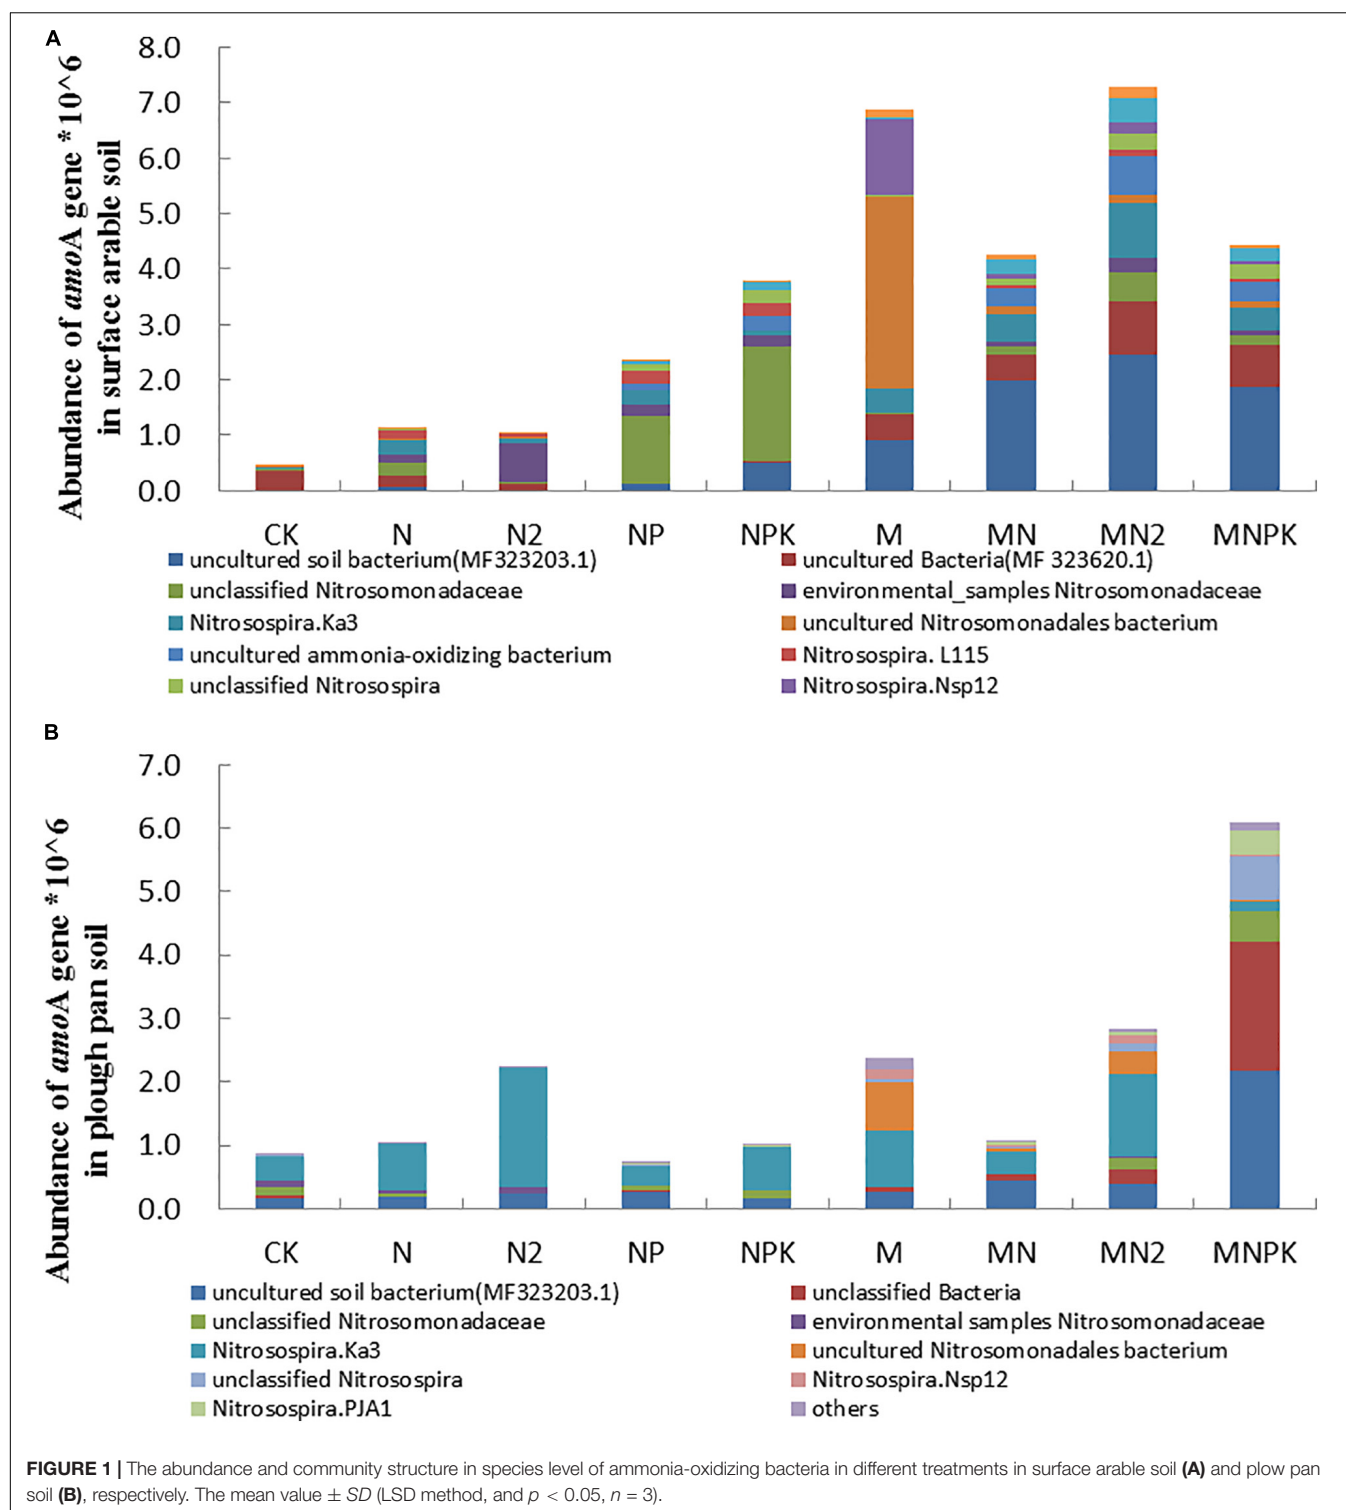 A
Abundance of amoA gene *10^6
in surface arable soil
8.0
7.0
6.0
5.0
4.0
3.0
2.0
1.0
0.0
CK N N2 NP NPK M MN MN2 MNPK
uncultured soil bacterium(MF323203.1) uncultured Bacteria(MF 323620.1)
unclassified Nitrosomonadaceae environmental_samples Nitrosomonadaceae
Nitrosospira.Ka3 uncultured Nitrosomonadales bacterium
uncultured ammonia-oxidizing bacterium Nitrosospira. L115
unclassified Nitrosospira Nitrosospira.Nsp12
B
Abundance of amoA gene *10^6
in plough pan soil
7.0
6.0
5.0
4.0
3.0
2.0
1.0
0.0
CK N N2 NP NPK M MN MN2 MNPK
uncultured soil bacterium(MF323203.1) unclassified Bacteria
unclassified Nitrosomonadaceae environmental samples Nitrosomonadaceae
Nitrosospira.Ka3 uncultured Nitrosomonadales bacterium
unclassified Nitrosospira Nitrosospira.Nsp12
Nitrosospira.PJA1 others
FIGURE 1 | The abundance and community structure in species level of ammonia-oxidizing bacteria in different treatments in surface arable soil (A) and plow pan
soil (B), respectively. The mean value ± SD (LSD method, and p < 0.05, n = 3).